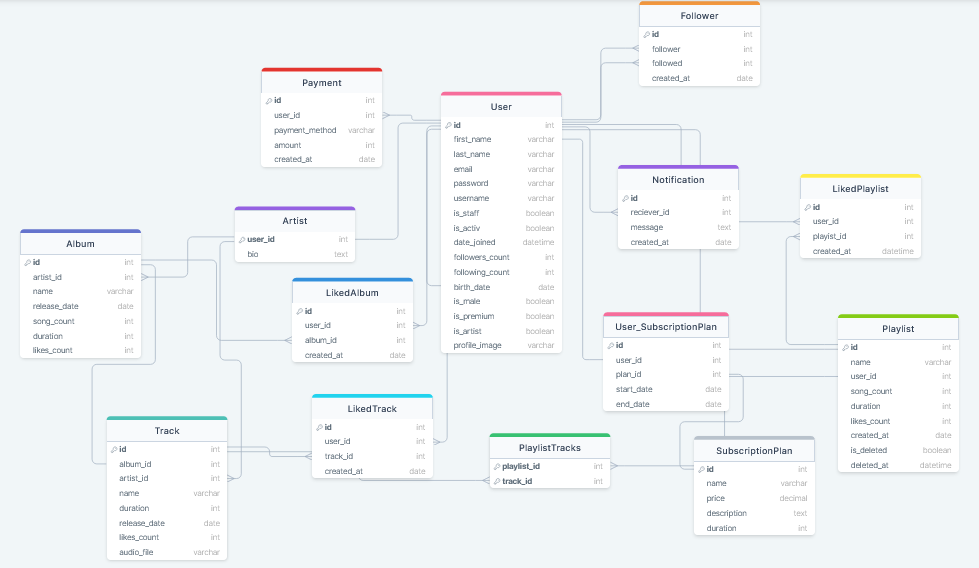 Follower
id int
follower int
followed int
created_at date
Payment
id int
user_id int
payment_method varchar
amount int
created_at date
User
id int
first_name varchar
last_name varchar
email varchar
password varchar
username varchar
is_staff boolean
is_activ boolean
date_joined datetime
followers_count int
following_count int
birth_date date
is_male boolean
is_premium boolean
is_artist boolean
profile_image varchar
Notification
id int
reciever_id int
message text
created_at date
LikedPlaylist
id int
user_id int
playist_id int
created_at datetime
Artist
user_id int
bio text
Album
id int
artist_id int
name varchar
release_date date
song_count int
duration int
likes_count int
LikedAlbum
id int
user_id int
album_id int
created_at date
User_SubscriptionPlan
id int
user_id int
plan_id int
start_date date
end_date date
Playlist
id int
name varchar
user_id int
song_count int
duration int
likes_count int
created_at date
is_deleted boolean
deleted_at datetime
LikedTrack
id int
user_id int
track_id int
created_at date
Track
id int
album_id int
artist_id int
name varchar
duration int
release_date date
likes_count int
audio_file varchar
PlaylistTracks
playlist_id int
track_id int
SubscriptionPlan
id int
name varchar
price decimal
description text
duration int